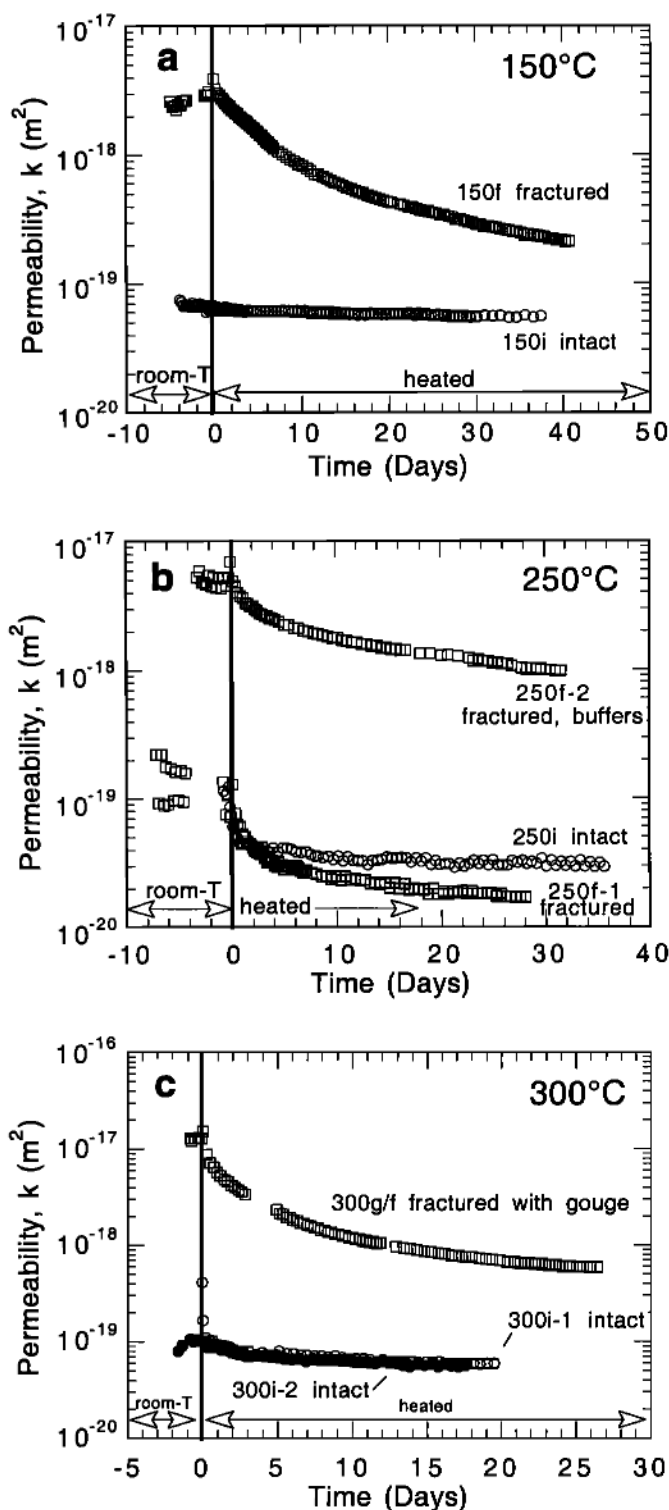 10⁻¹⁷
a
150°C
Permeability, k (m²)
10⁻¹⁸
150f fractured
10⁻¹⁹
150i intact
room-T
heated
10⁻²⁰
-10 0 10 20 30 40 50
Time (Days)
10⁻¹⁷
b
250°C
Permeability, k (m²)
10⁻¹⁸
250f-2
fractured, buffers
10⁻¹⁹
250i intact
room-T
heated
250f-1
fractured
10⁻²⁰
-10 0 10 20 30 40
Time (Days)
10⁻¹⁶
c
300°C
Permeability, k (m²)
10⁻¹⁷
300g/f fractured with gouge
10⁻¹⁸
300i-1 intact
10⁻¹⁹
300i-2 intact
room-T
heated
10⁻²⁰
-5 0 5 10 15 20 25 30
Time (Days)